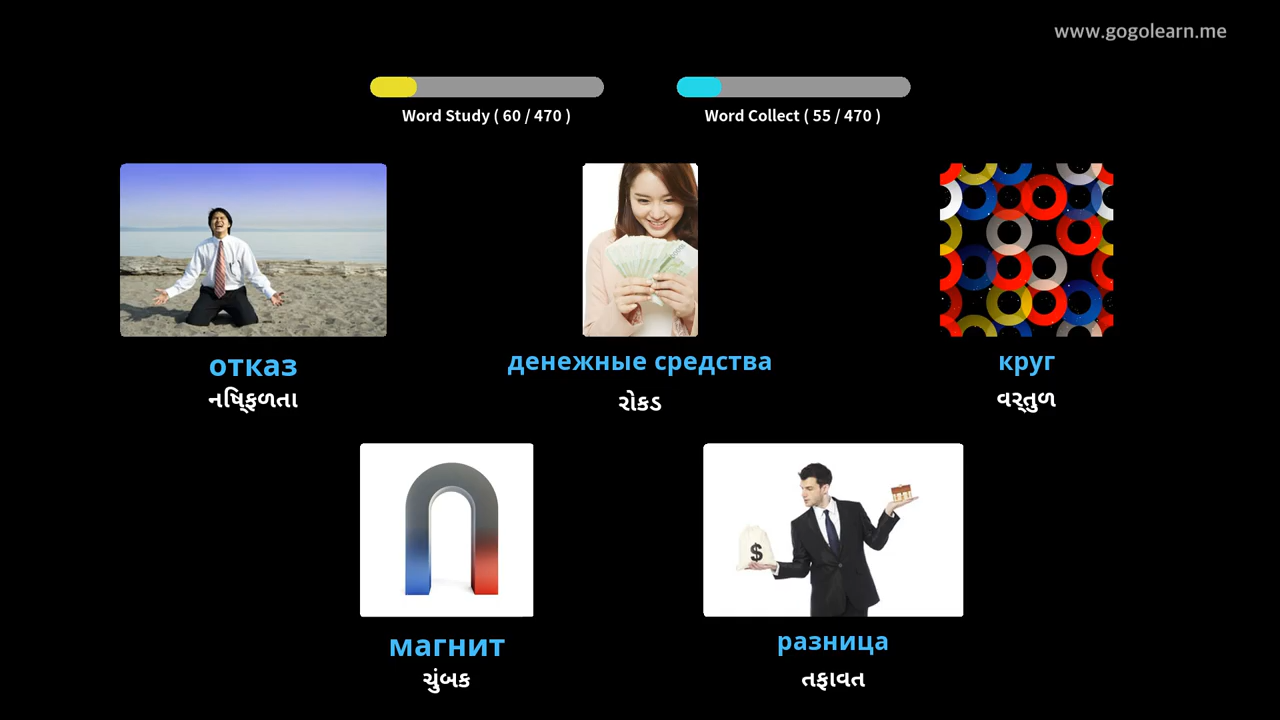 www.gogolearn.me
Word Study ( 60 / 470 )
Word Collect ( 55 / 470 )
отказ
નિષ્ફળતા
денежные средства
રોકડ
круг
વર્તુળ
магнит
ચુંબક
разница
તફાવત
$